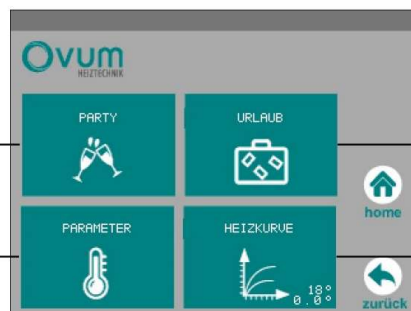 Ovum
HEIZTECHNIK
PARTY
URLAUB
PARAMETER
HEIZKURVE
18°
0.0°
home
zurück